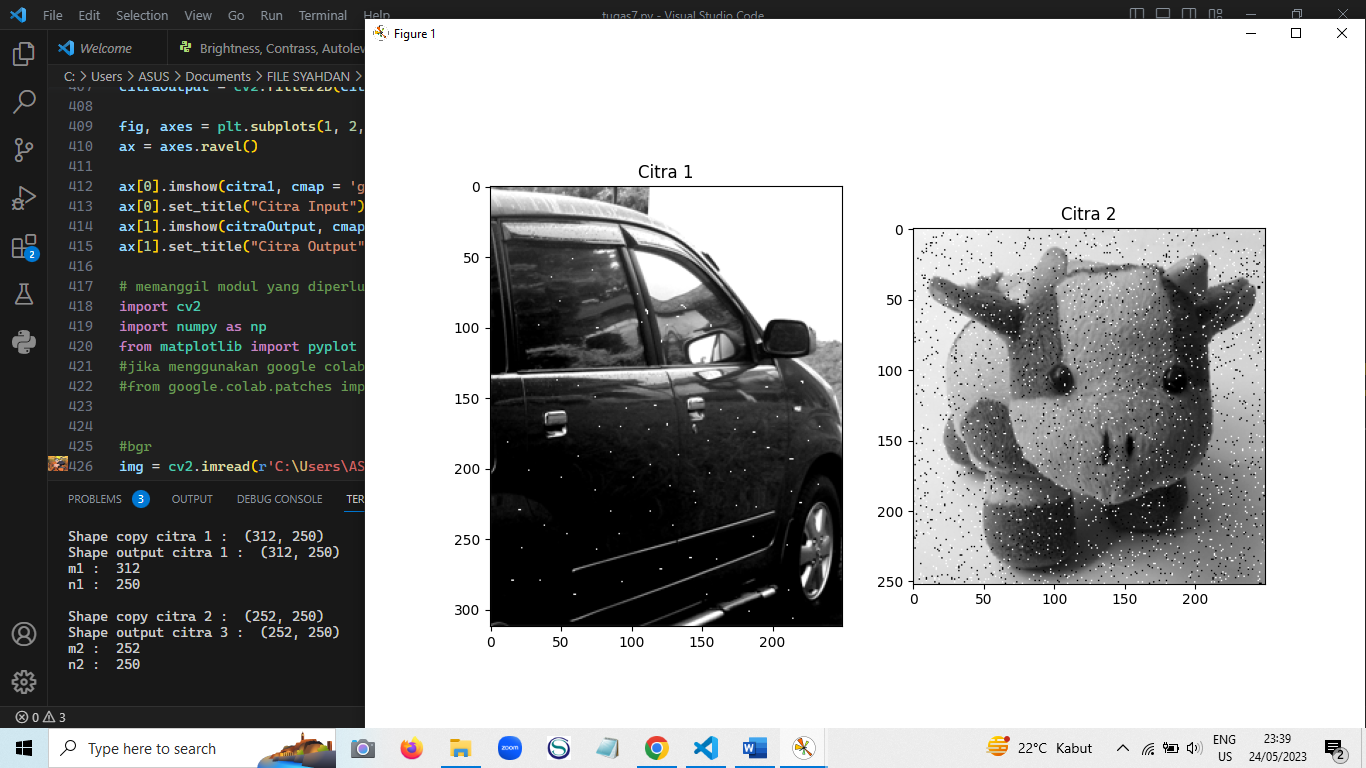 File Edit Selection View Go Run Terminal Help
tugas7.py - Visual Studio Code
Figure 1
Welcome
Brightness, Contrass, Autolev
C: > Users > ASUS > Documents > FILE SYAHDAN >
407 citraOutput = cv2.filter2D(cit
408
409 fig, axes = plt.subplots(1, 2,
410 ax = axes.ravel()
411
412 ax[0].imshow(citra1, cmap = 'g
413 ax[0].set_title("Citra Input")
414 ax[1].imshow(citraOutput, cmap
415 ax[1].set_title("Citra Output"
416
417 # memanggil modul yang diperlu
418 import cv2
419 import numpy as np
420 from matplotlib import pyplot
421 #jika menggunakan google colab
422 #from google.colab.patches imp
423
424
425 #bgr
426 img = cv2.imread(r'C:\Users\AS
2
PROBLEMS 3 OUTPUT DEBUG CONSOLE TER
Shape copy citra 1 : (312, 250)
Shape output citra 1 : (312, 250)
m1 : 312
n1 : 250
Shape copy citra 2 : (252, 250)
Shape output citra 3 : (252, 250)
m2 : 252
n2 : 250
0 3
Citra 1
0
50
100
150
200
250
300
0 50 100 150 200
Citra 2
0
50
100
150
200
250
0 50 100 150 200
Type here to search
zoom
22°C Kabut
ENG
US
23:39
24/05/2023
2